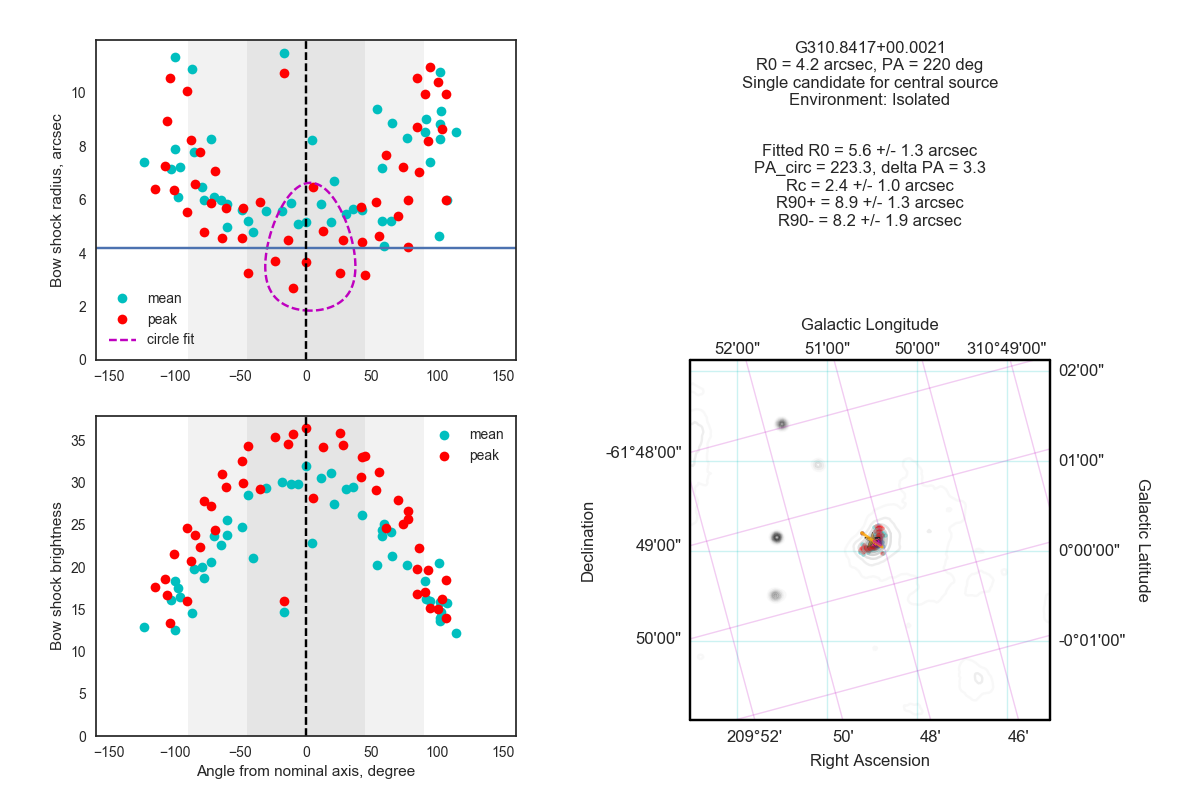 G310.8417+00.0021
R0 = 4.2 arcsec, PA = 220 deg
Single candidate for central source
Environment: Isolated
Fitted R0 = 5.6 +/- 1.3 arcsec
PA_circ = 223.3, delta PA = 3.3
Rc = 2.4 +/- 1.0 arcsec
R90+ = 8.9 +/- 1.3 arcsec
R90- = 8.2 +/- 1.9 arcsec
Bow shock radius, arcsec
10
8
6
4
2
0
mean
peak
circle fit
−150 −100 −50 0 50 100 150
Bow shock brightness
35
30
25
20
15
10
5
0
mean
peak
−150 −100 −50 0 50 100 150
Angle from nominal axis, degree
Galactic Longitude
52'00" 51'00" 50'00" 310°49'00"
02'00"
01'00"
0°00'00"
-0°01'00"
Galactic Latitude
-61°48'00"
49'00"
50'00"
Declination
209°52' 50' 48' 46'
Right Ascension